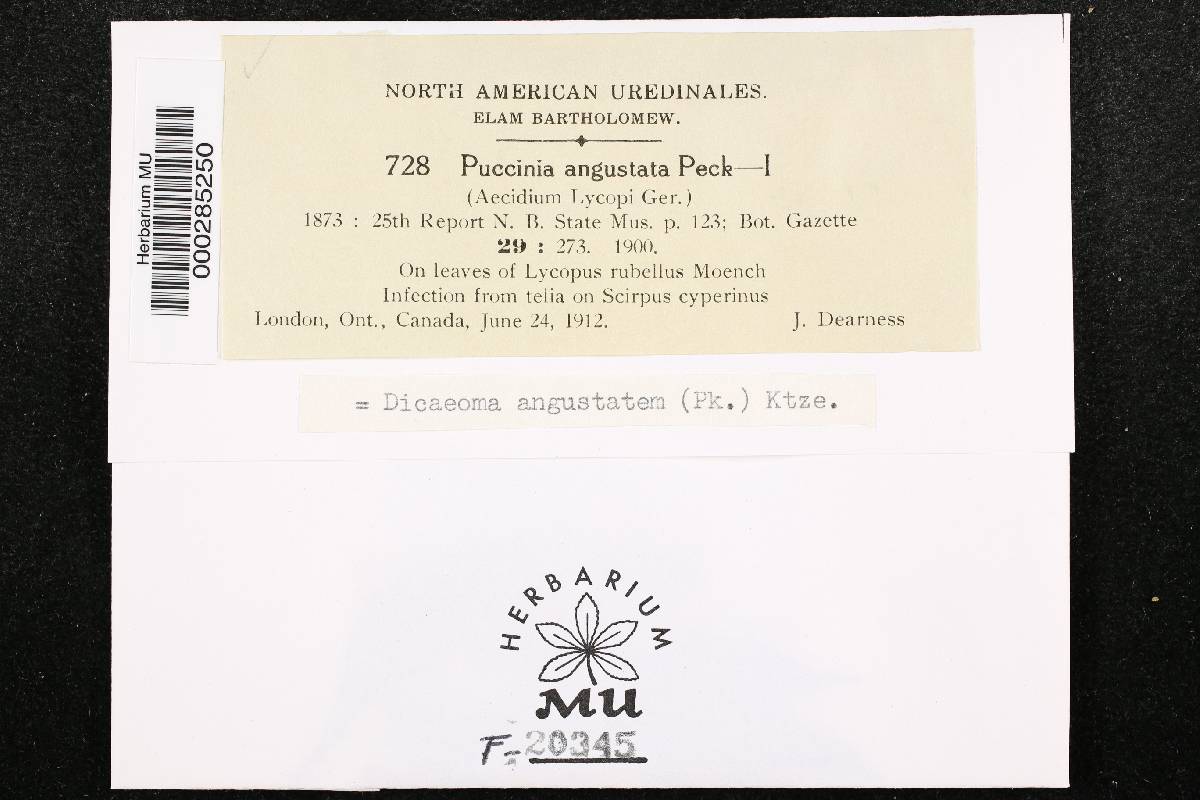 NORTH AMERICAN UREDINALES.
ELAM BARTHOLOMEW.
728 Puccinia angustata Peck—I
(Aecidium Lycopi Ger.)
1873 : 25th Report N. B. State Mus. p. 123; Bot. Gazette
29 : 273. 1900.
On leaves of Lycopus rubellus Moench
Infection from telia on Scirpus cyperinus
London, Ont., Canada, June 24, 1912. J. Dearness
Herbarium MU
000285250
= Dicaeoma angustatem (Pk.) Ktze.
HERBARIUM
MU
F-20345